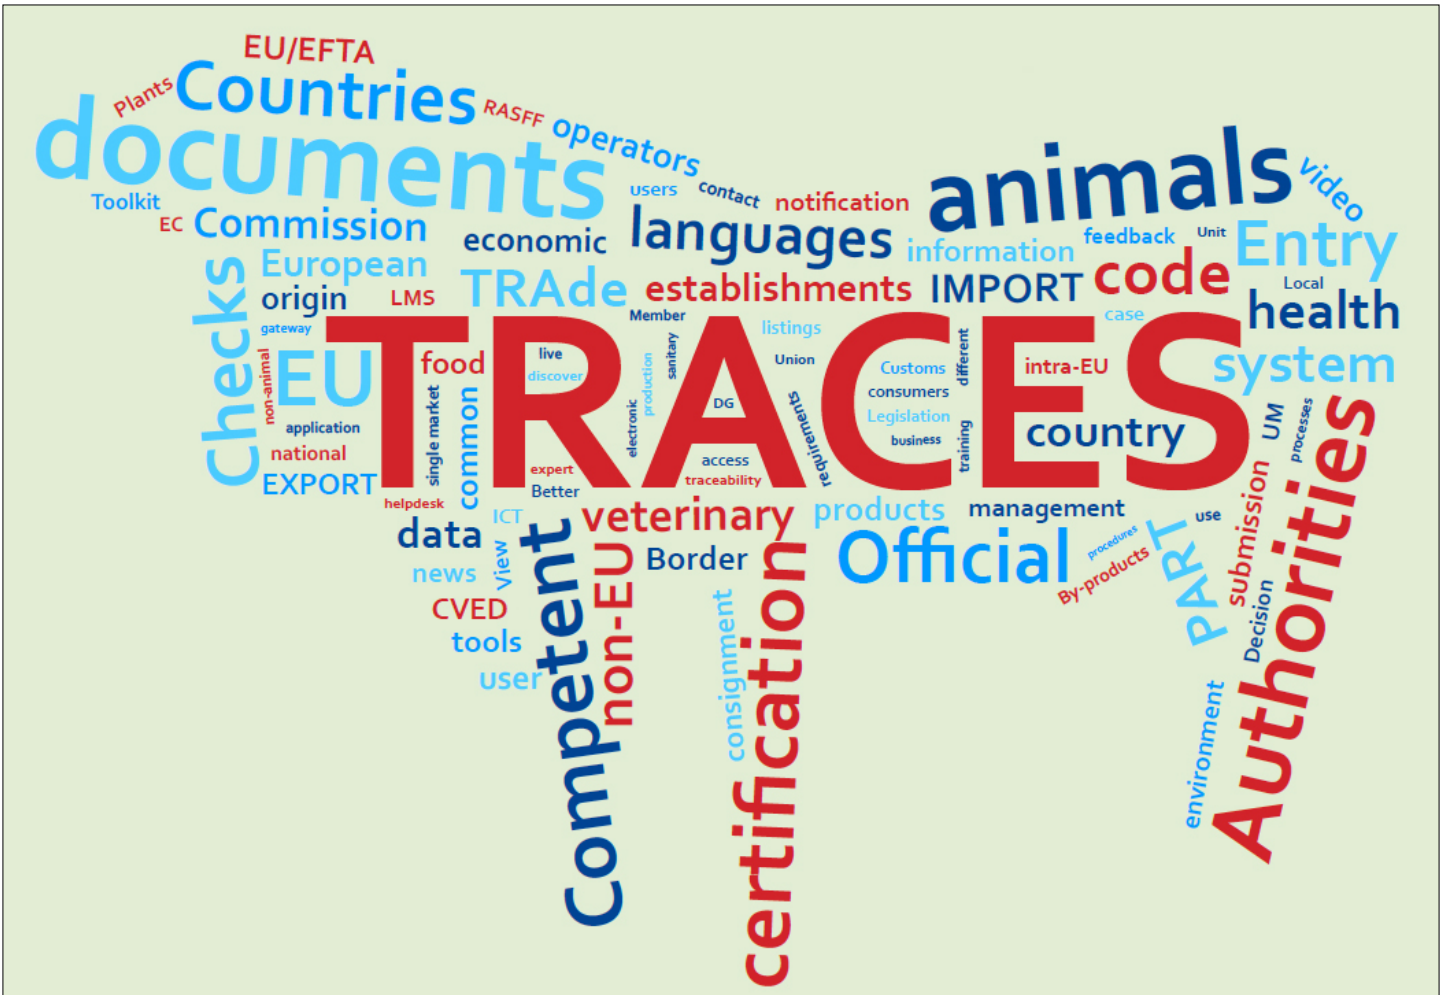 EU/EFTA
Plants
Countries
RASFF
operators
documents
animals
video
Toolkit
users
contact
notification
EC
Commission
economic
languages
information
feedback
Unit
Entry
Checks
European
origin
LMS
TRAde
establishments
IMPORT
code
Local
health
case
gateway
TRACES
Member
listings
sanitary
different
non-animal
EU
food
live
discover
production
Union
Customs
intra-EU
system
consumers
DG
requirements
Legislation
business
training
country
UM
processes
Authorities
application
single market
common
electronic
national
EXPORT
expert
Better
access
traceability
helpdesk
data
ICT
veterinary
products
management
use
submission
news
View
Competent
non-EU
Border
certification
Official
procedures
By-products
PART
Decision
CVED
tools
user
consignment
environment